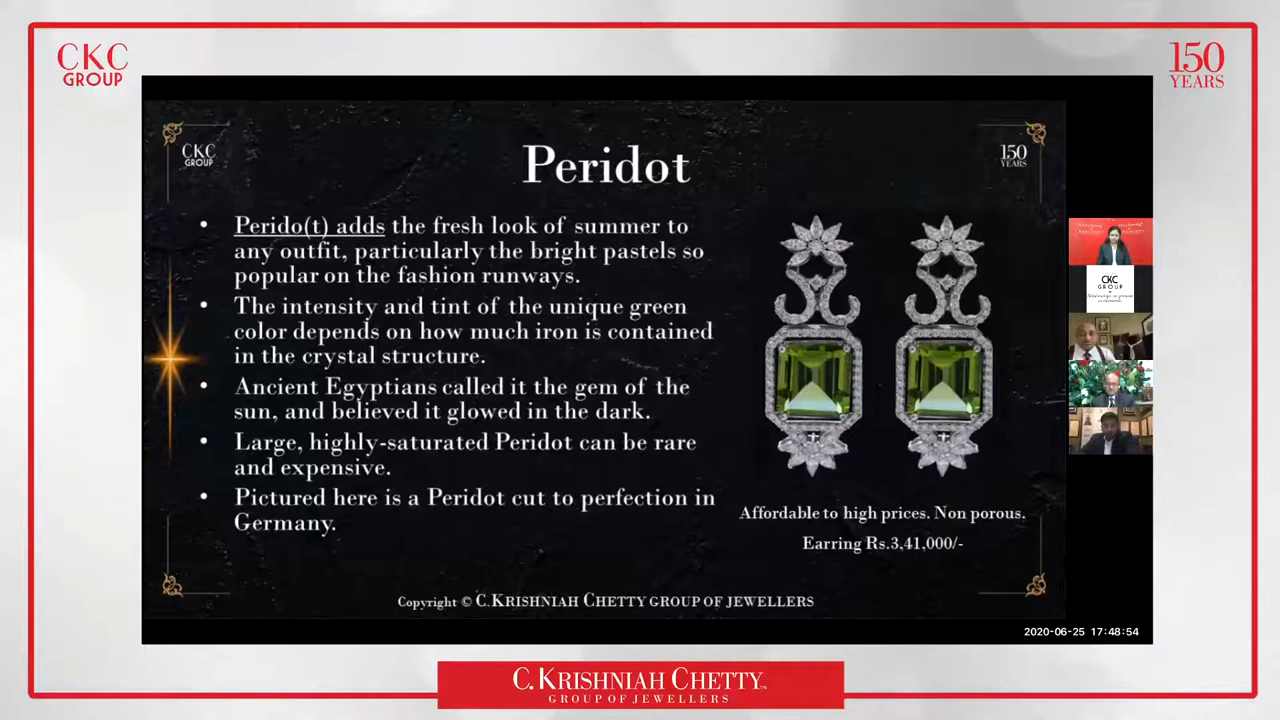 CKC
GROUP
150
YEARS
CKC
GROUP
150
YEARS
Peridot
• Perido(t) adds the fresh look of summer to
any outfit, particularly the bright pastels so
popular on the fashion runways.
• The intensity and tint of the unique green
color depends on how much iron is contained
in the crystal structure.
• Ancient Egyptians called it the gem of the
sun, and believed it glowed in the dark.
• Large, highly-saturated Peridot can be rare
and expensive.
• Pictured here is a Peridot cut to perfection in
Germany.
Affordable to high prices. Non porous.
Earring Rs.3,41,000/-
CKC
GROUP
Copyright © C.KRISHNIAH CHETTY GROUP OF JEWELLERS
2020-06-25 17:48:54
C. KRISHNIAH CHETTY™
GROUP OF JEWELLERS